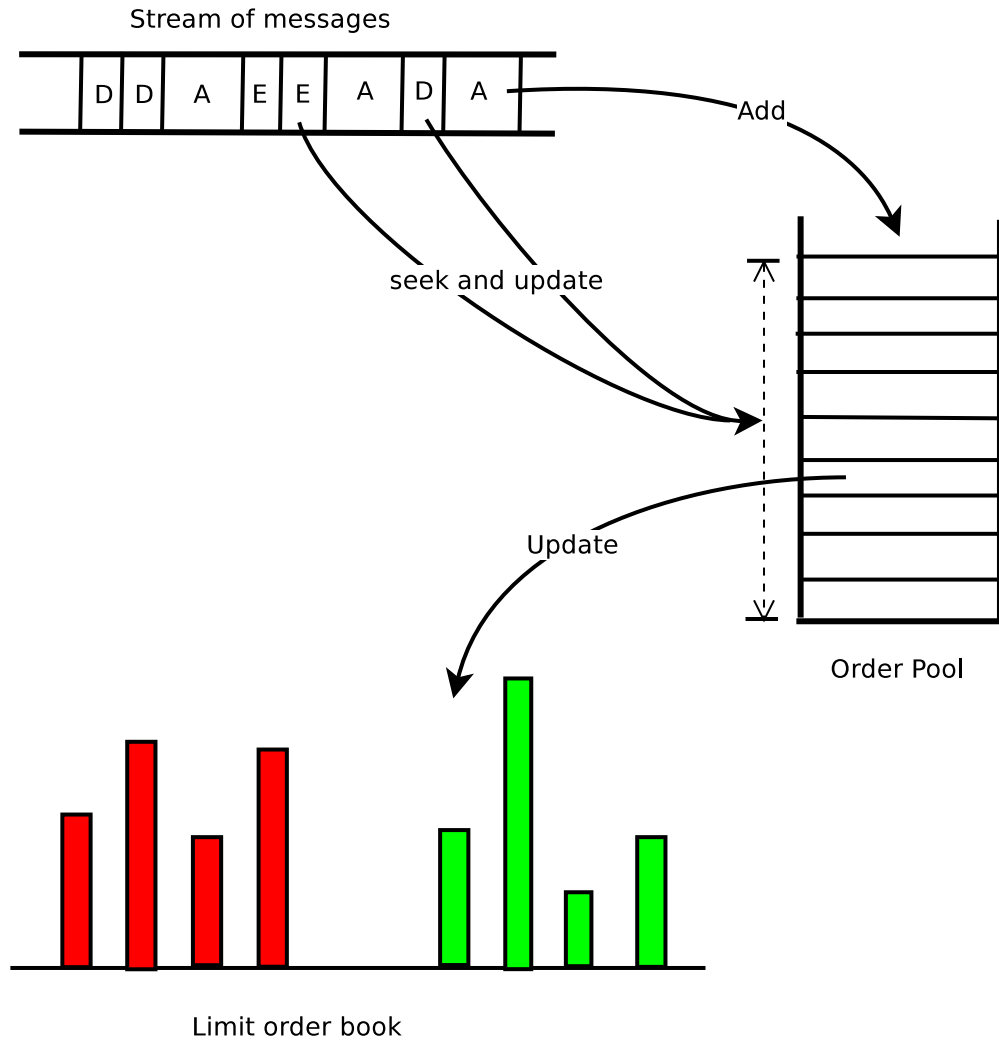 Stream of messages
D D A E E A D A
Add
seek and update
Update
Order Pool
Limit order book